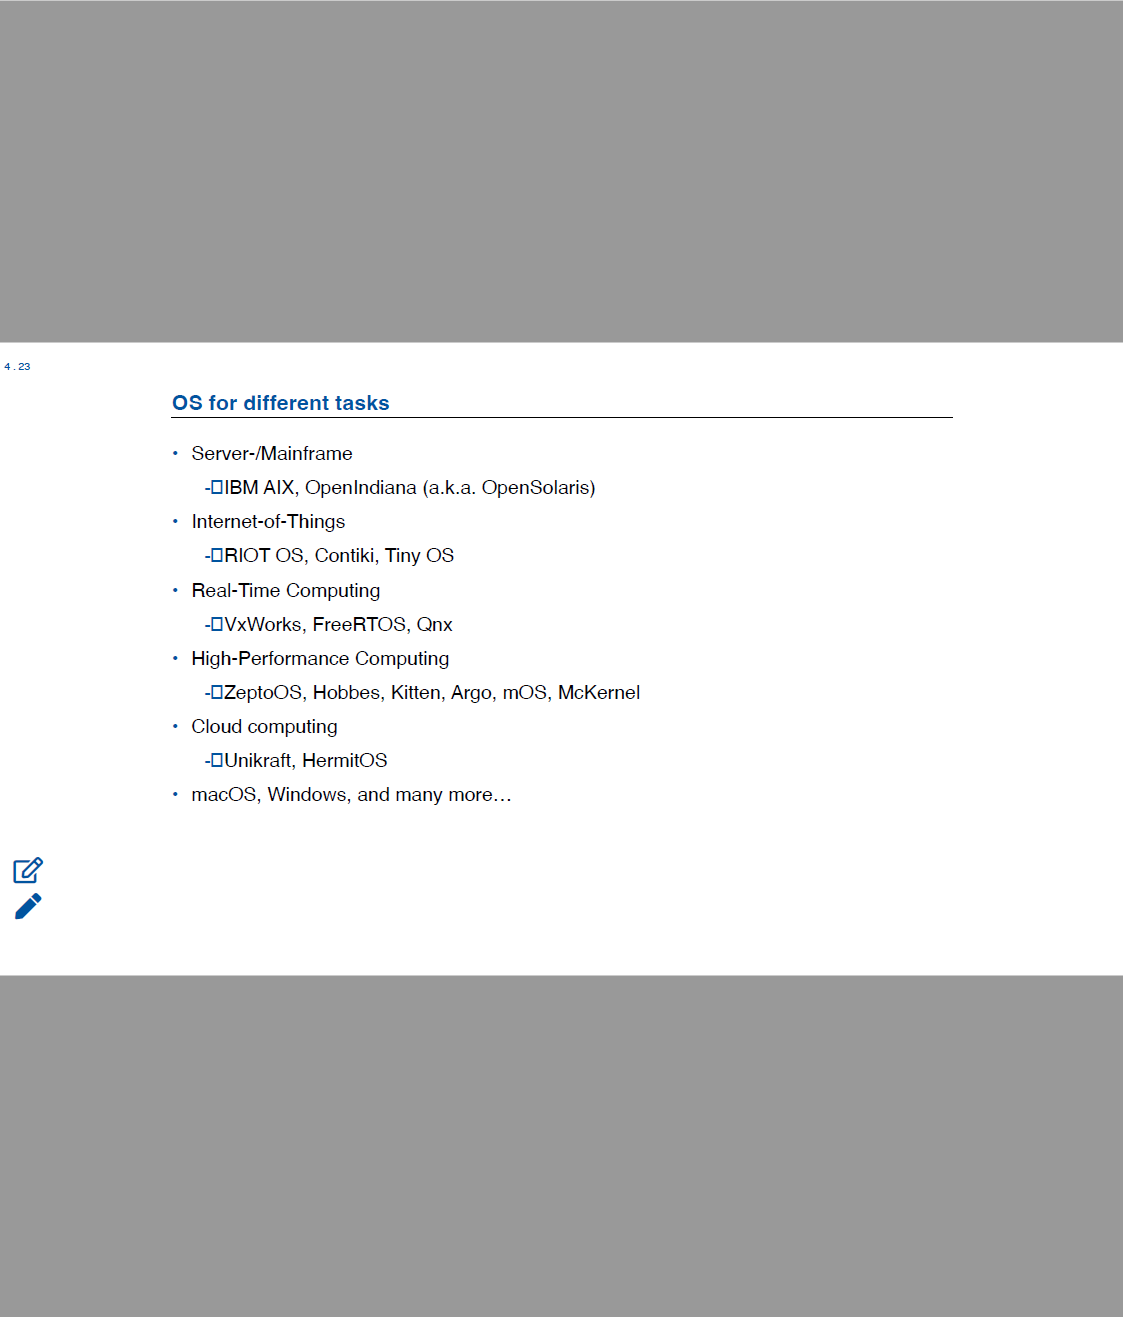 4 . 23
OS for different tasks
• Server-/Mainframe
-□IBM AIX, OpenIndiana (a.k.a. OpenSolaris)
• Internet-of-Things
-□RIOT OS, Contiki, Tiny OS
• Real-Time Computing
-□VxWorks, FreeRTOS, Qnx
• High-Performance Computing
-□ZeptoOS, Hobbes, Kitten, Argo, mOS, McKernel
• Cloud computing
-□Unikraft, HermitOS
• macOS, Windows, and many more…